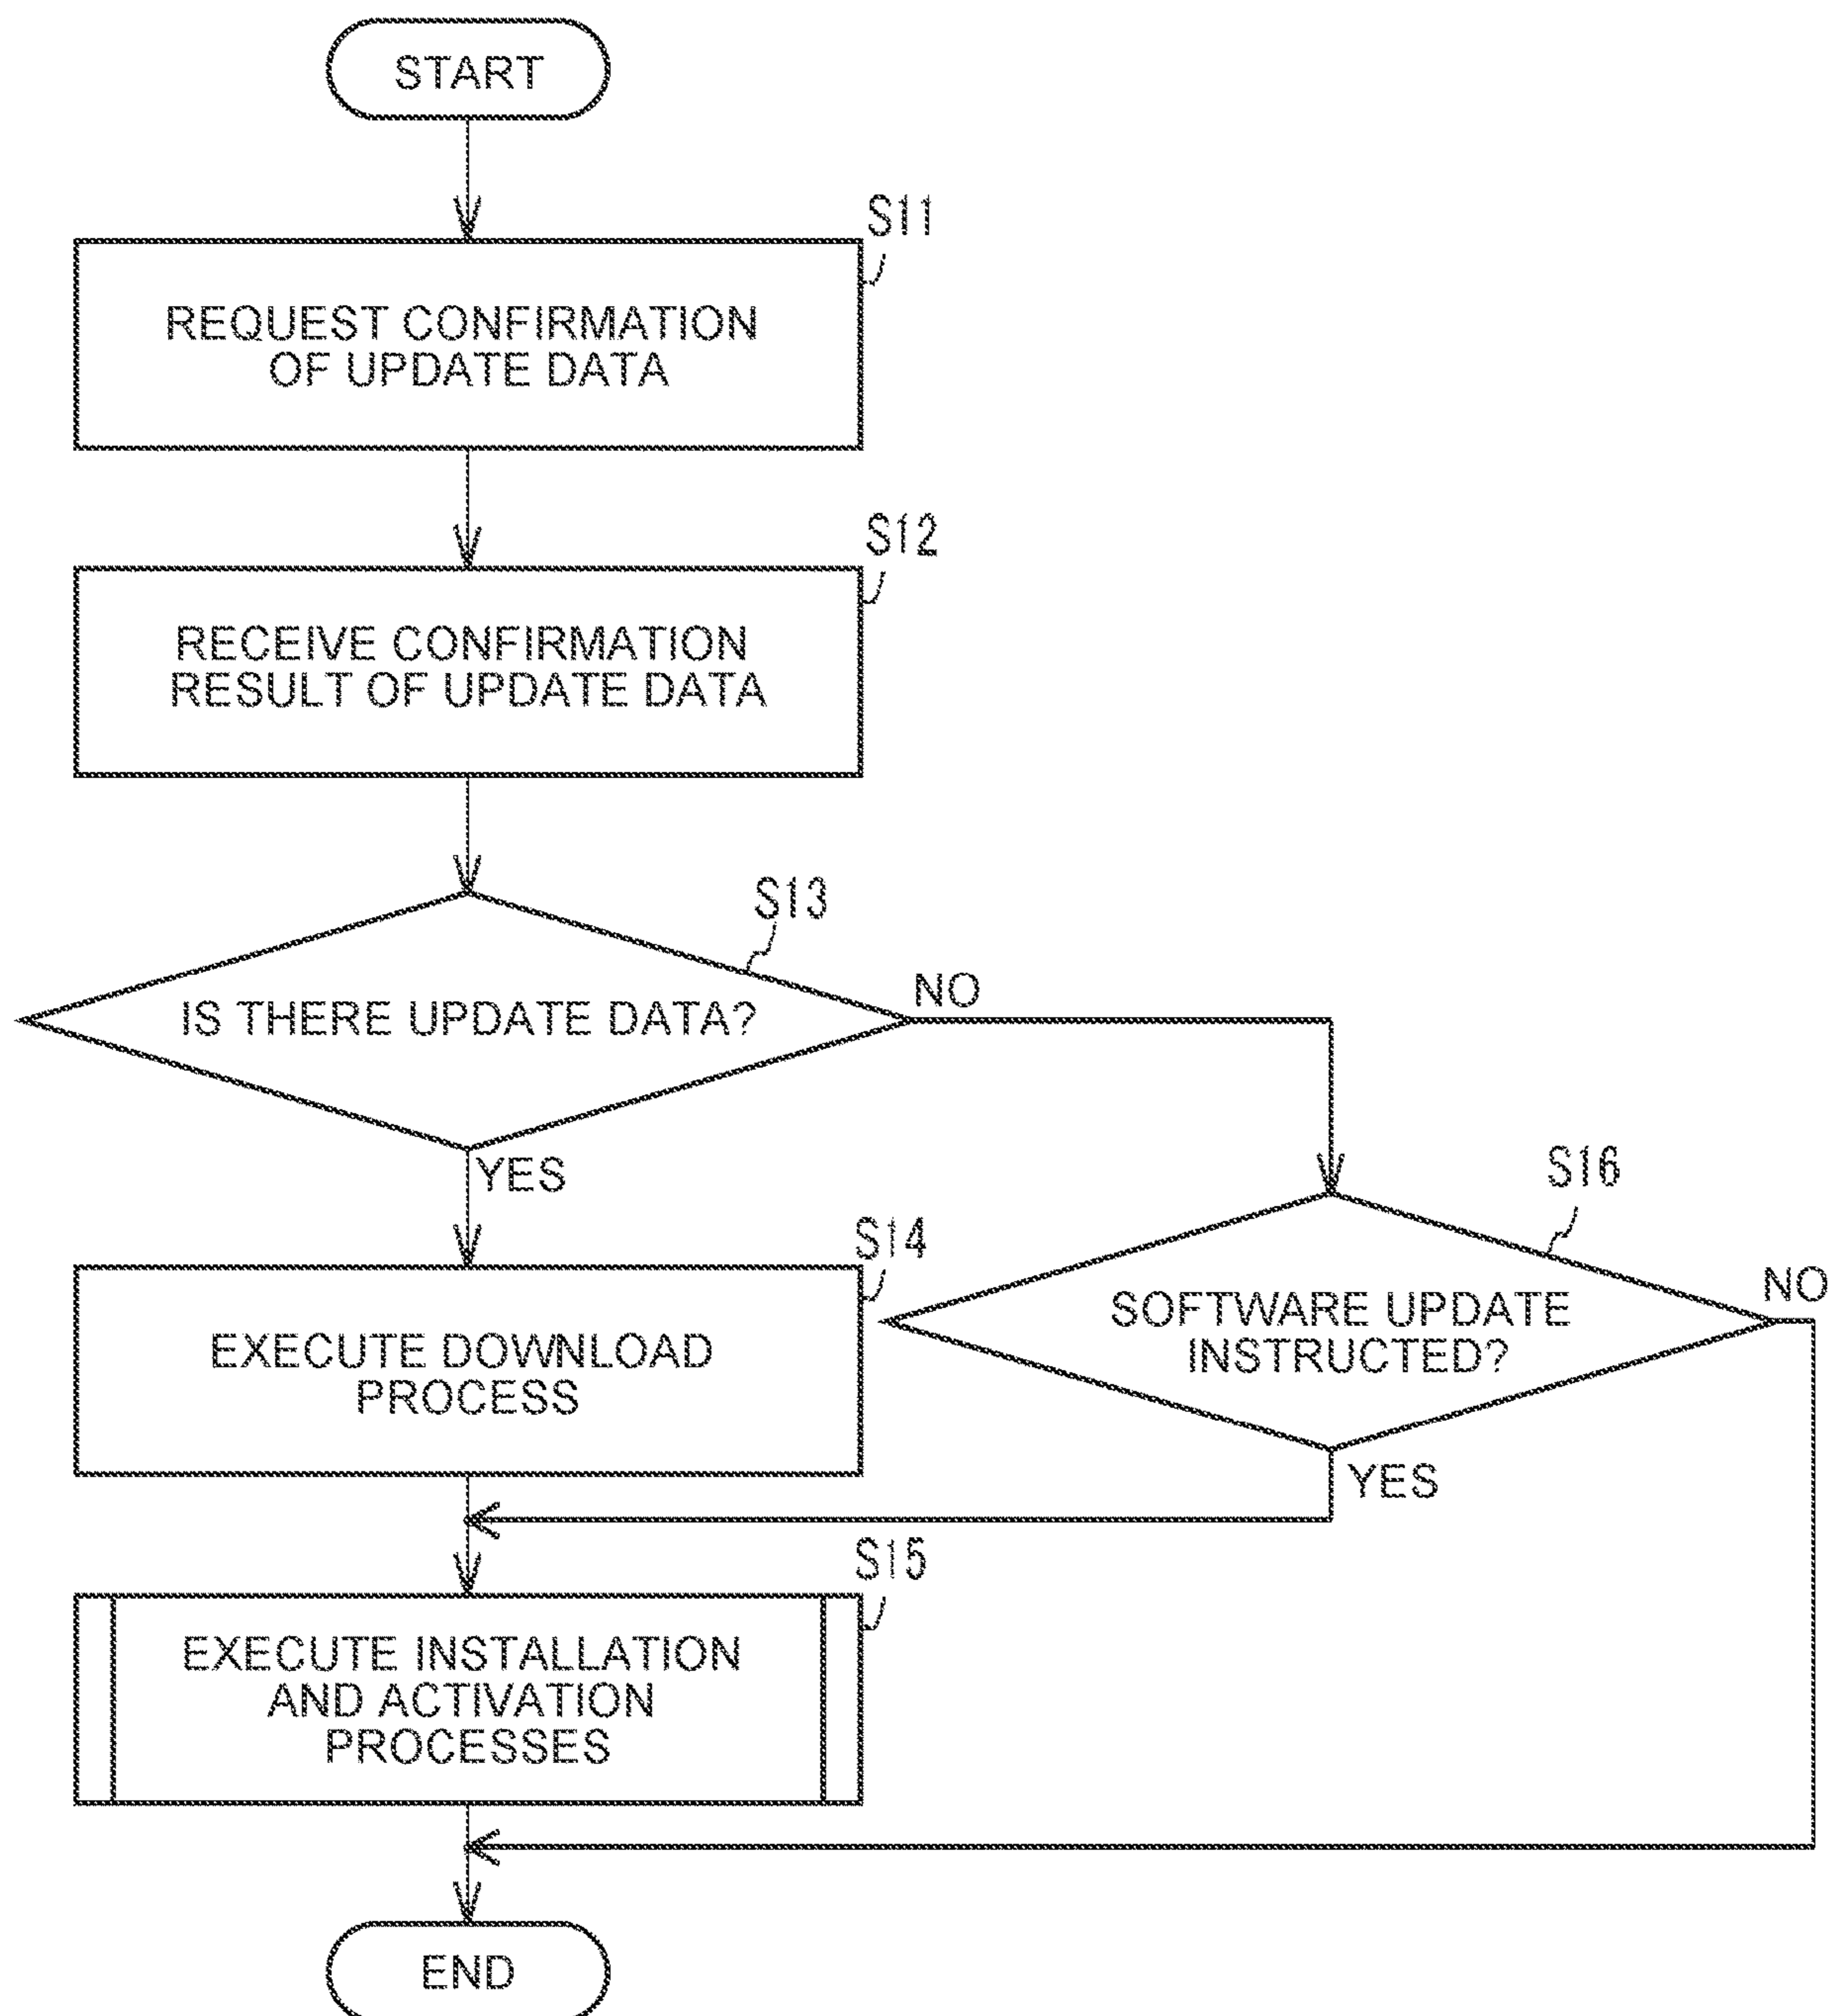 START
S11
REQUEST CONFIRMATION
OF UPDATE DATA
S12
RECEIVE CONFIRMATION
RESULT OF UPDATE DATA
S13
IS THERE UPDATE DATA?
NO
YES
S14
EXECUTE DOWNLOAD
PROCESS
S16
SOFTWARE UPDATE
INSTRUCTED?
NO
YES
S15
EXECUTE INSTALLATION
AND ACTIVATION
PROCESSES
END